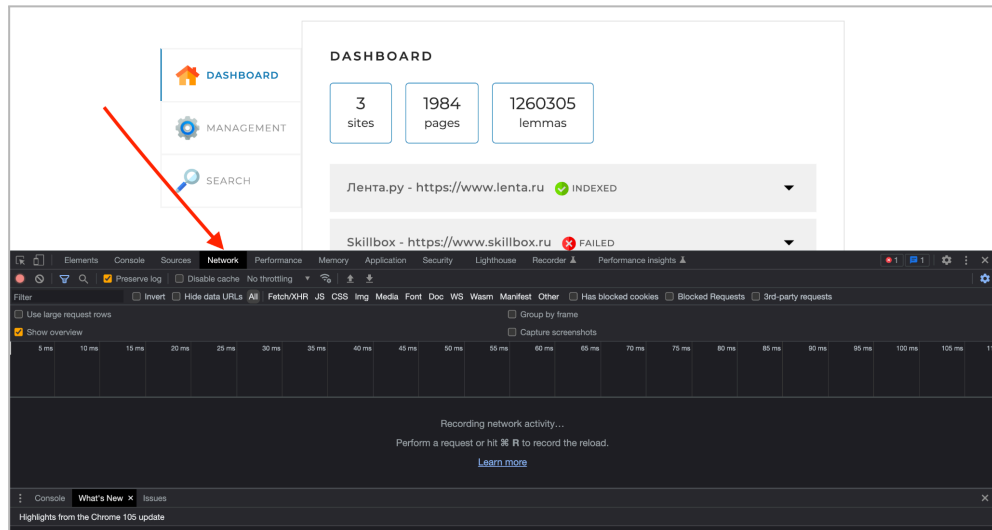 DASHBOARD
DASHBOARD
MANAGEMENT
SEARCH
3 1984 1260305
sites pages lemmas
Лента.ру - https://www.lenta.ru INDEXED
Skillbox - https://www.skillbox.ru FAILED
Elements Console Sources Network Performance Memory Application Security Lighthouse Recorder Performance insights 1 1
Preserve log Disable cache No throttling
Filter Invert Hide data URLs All Fetch/XHR JS CSS Img Media Font Doc WS Wasm Manifest Other Has blocked cookies Blocked Requests 3rd-party requests
Use large request rows Group by frame
Show overview Capture screenshots
5 ms 10 ms 15 ms 20 ms 25 ms 30 ms 35 ms 40 ms 45 ms 50 ms 55 ms 60 ms 65 ms 70 ms 75 ms 80 ms 85 ms 90 ms 95 ms 100 ms 105 ms
Recording network activity…
Perform a request or hit ⌘ R to record the reload.
Learn more
Console What's New × Issues
Highlights from the Chrome 105 update